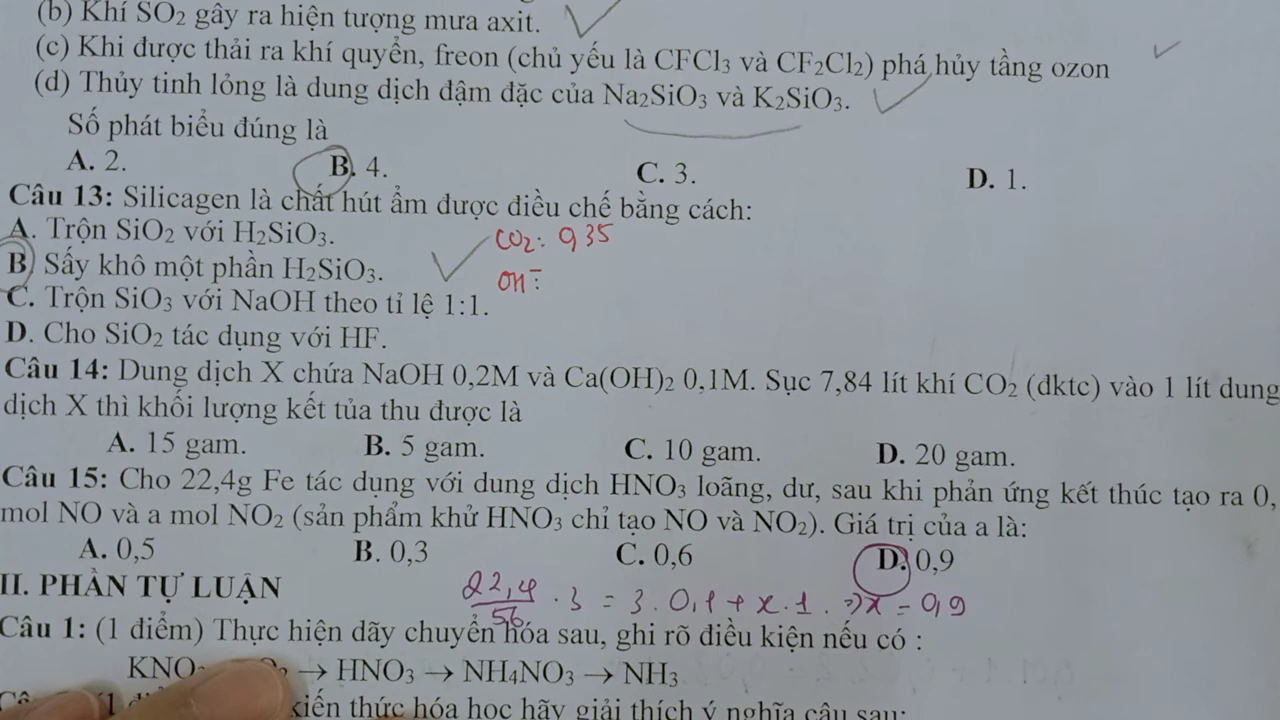 (b) Khí SO₂ gây ra hiện tượng mưa axit.
(c) Khi được thải ra khí quyển, freon (chủ yếu là CFCl₃ và CF₂Cl₂) phá hủy tầng ozon
(d) Thủy tinh lỏng là dung dịch đậm đặc của Na₂SiO₃ và K₂SiO₃.
Số phát biểu đúng là
A. 2. B. 4. C. 3. D. 1.
Câu 13: Silicagen là chất hút ẩm được điều chế bằng cách:
A. Trộn SiO₂ với H₂SiO₃.
CO₂: 0,35
B. Sấy khô một phần H₂SiO₃.
OH⁻:
C. Trộn SiO₃ với NaOH theo tỉ lệ 1:1.
D. Cho SiO₂ tác dụng với HF.
Câu 14: Dung dịch X chứa NaOH 0,2M và Ca(OH)₂ 0,1M. Sục 7,84 lít khí CO₂ (đktc) vào 1 lít dung
dịch X thì khối lượng kết tủa thu được là
A. 15 gam. B. 5 gam. C. 10 gam. D. 20 gam.
Câu 15: Cho 22,4g Fe tác dụng với dung dịch HNO₃ loãng, dư, sau khi phản ứng kết thúc tạo ra 0,
mol NO và a mol NO₂ (sản phẩm khử HNO₃ chỉ tạo NO và NO₂). Giá trị của a là:
A. 0,5 B. 0,3 C. 0,6 D. 0,9
II. PHẦN TỰ LUẬN
22,4/56 . 3 = 3 . 0,1 + x . 1 . => x = 0,9
Câu 1: (1 điểm) Thực hiện dãy chuyển hóa sau, ghi rõ điều kiện nếu có :
KNO → HNO₃ → NH₄NO₃ → NH₃
kiến thức hóa học hãy giải thích ý nghĩa câu sau: